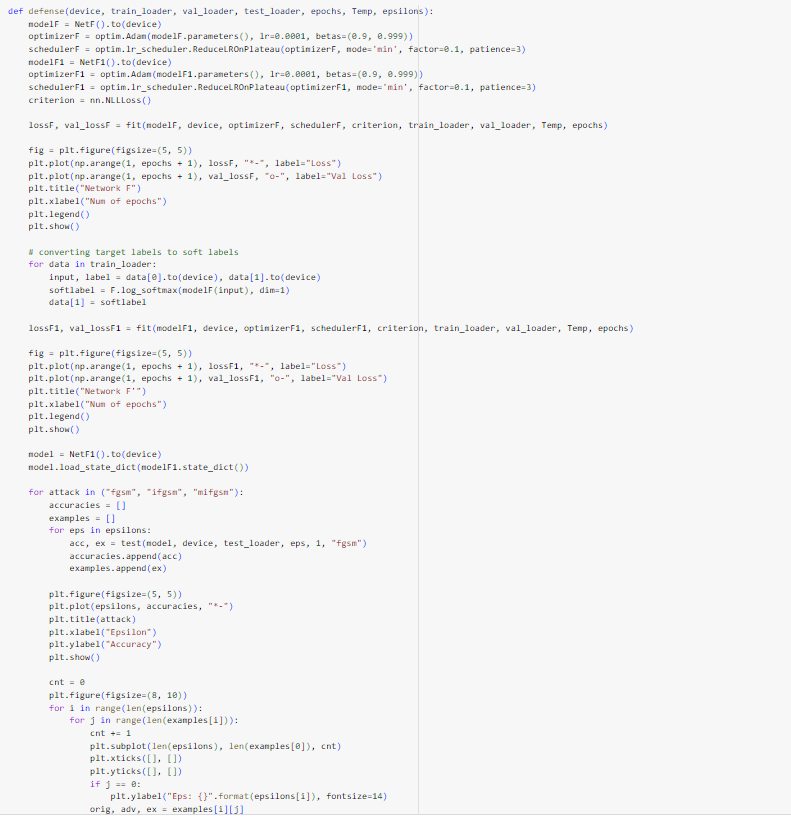 def defense(device, train_loader, val_loader, test_loader, epochs, Temp, epsilons):
    modelF = NetF().to(device)
    optimizerF = optim.Adam(modelF.parameters(), lr=0.0001, betas=(0.9, 0.999))
    schedulerF = optim.lr_scheduler.ReduceLROnPlateau(optimizerF, mode='min', factor=0.1, patience=3)
    modelF1 = NetF1().to(device)
    optimizerF1 = optim.Adam(modelF1.parameters(), lr=0.0001, betas=(0.9, 0.999))
    schedulerF1 = optim.lr_scheduler.ReduceLROnPlateau(optimizerF1, mode='min', factor=0.1, patience=3)
    criterion = nn.NLLLoss()

    lossF, val_lossF = fit(modelF, device, optimizerF, schedulerF, criterion, train_loader, val_loader, Temp, epochs)

    fig = plt.figure(figsize=(5, 5))
    plt.plot(np.arange(1, epochs + 1), lossF, "*-", label="Loss")
    plt.plot(np.arange(1, epochs + 1), val_lossF, "o-", label="Val Loss")
    plt.title("Network F")
    plt.xlabel("Num of epochs")
    plt.legend()
    plt.show()

    # converting target labels to soft labels
    for data in train_loader:
        input, label = data[0].to(device), data[1].to(device)
        softlabel = F.log_softmax(modelF(input), dim=1)
        data[1] = softlabel

    lossF1, val_lossF1 = fit(modelF1, device, optimizerF1, schedulerF1, criterion, train_loader, val_loader, Temp, epochs)

    fig = plt.figure(figsize=(5, 5))
    plt.plot(np.arange(1, epochs + 1), lossF1, "*-", label="Loss")
    plt.plot(np.arange(1, epochs + 1), val_lossF1, "o-", label="Val Loss")
    plt.title("Network F'")
    plt.xlabel("Num of epochs")
    plt.legend()
    plt.show()

    model = NetF1().to(device)
    model.load_state_dict(modelF1.state_dict())

    for attack in ("fgsm", "ifgsm", "mifgsm"):
        accuracies = []
        examples = []
        for eps in epsilons:
            acc, ex = test(model, device, test_loader, eps, 1, "fgsm")
            accuracies.append(acc)
            examples.append(ex)

        plt.figure(figsize=(5, 5))
        plt.plot(epsilons, accuracies, "*-")
        plt.title(attack)
        plt.xlabel("Epsilon")
        plt.ylabel("Accuracy")
        plt.show()

        cnt = 0
        plt.figure(figsize=(8, 10))
        for i in range(len(epsilons)):
            for j in range(len(examples[i])):
                cnt += 1
                plt.subplot(len(epsilons), len(examples[0]), cnt)
                plt.xticks([], [])
                plt.yticks([], [])
                if j == 0:
                    plt.ylabel("Eps: {}".format(epsilons[i]), fontsize=14)
                orig, adv, ex = examples[i][j]